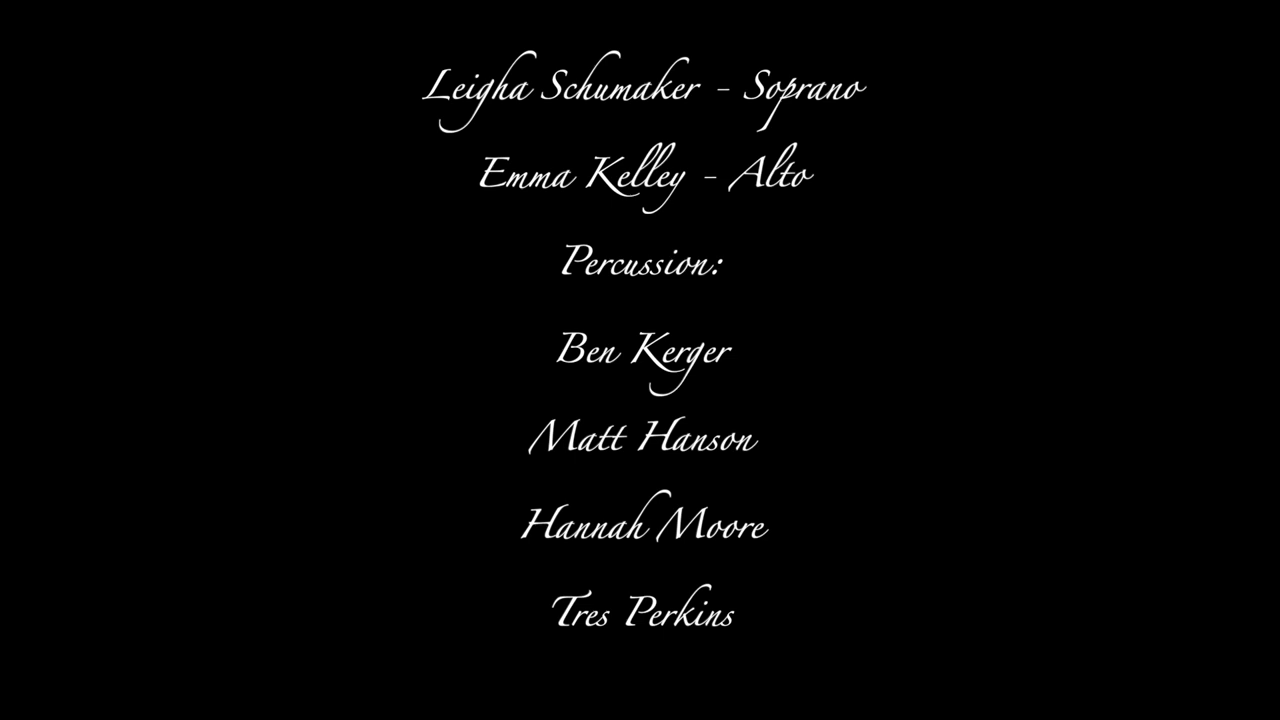 Leigha Schumaker - Soprano
Emma Kelley - Alto
Percussion:
Ben Kerger
Matt Hanson
Hannah Moore
Tres Perkins